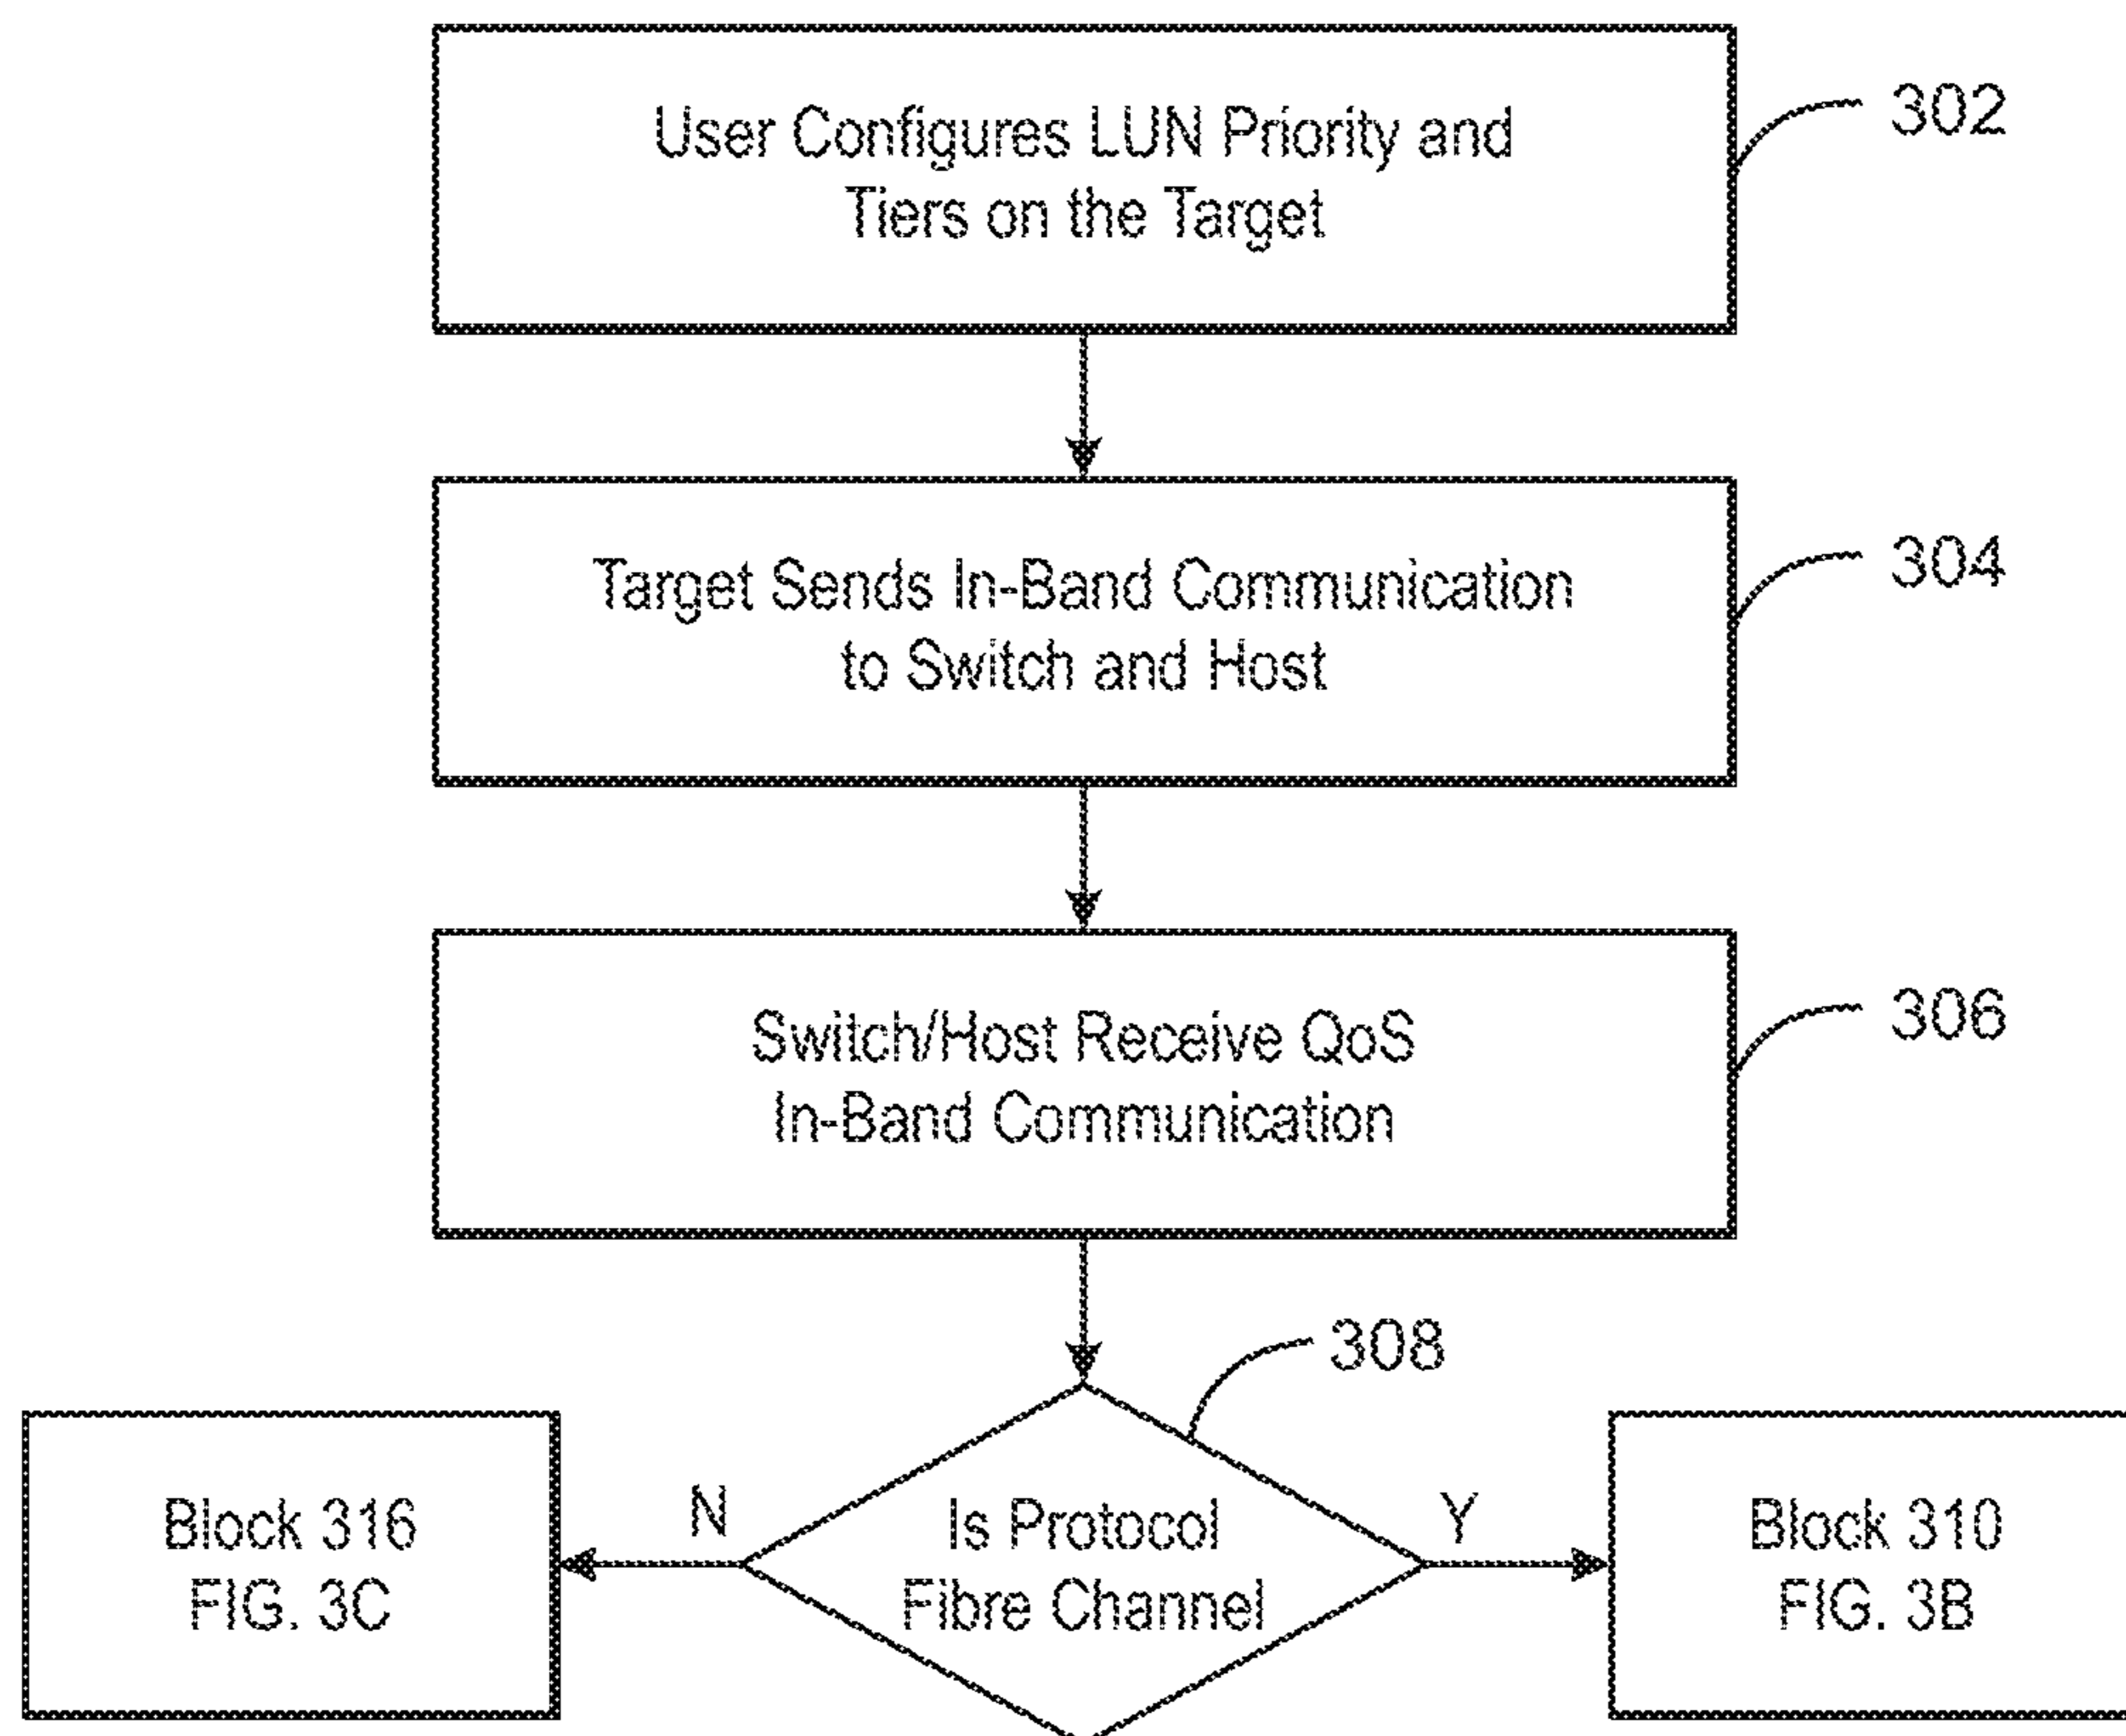 User Configures LUN Priority and
Tiers on the Target
302
Target Sends In-Band Communication
to Switch and Host
304
Switch/Host Receive QoS
In-Band Communication
306
308
Block 316
FIG. 3C
N
Is Protocol
Fibre Channel
Y
Block 310
FIG. 3B